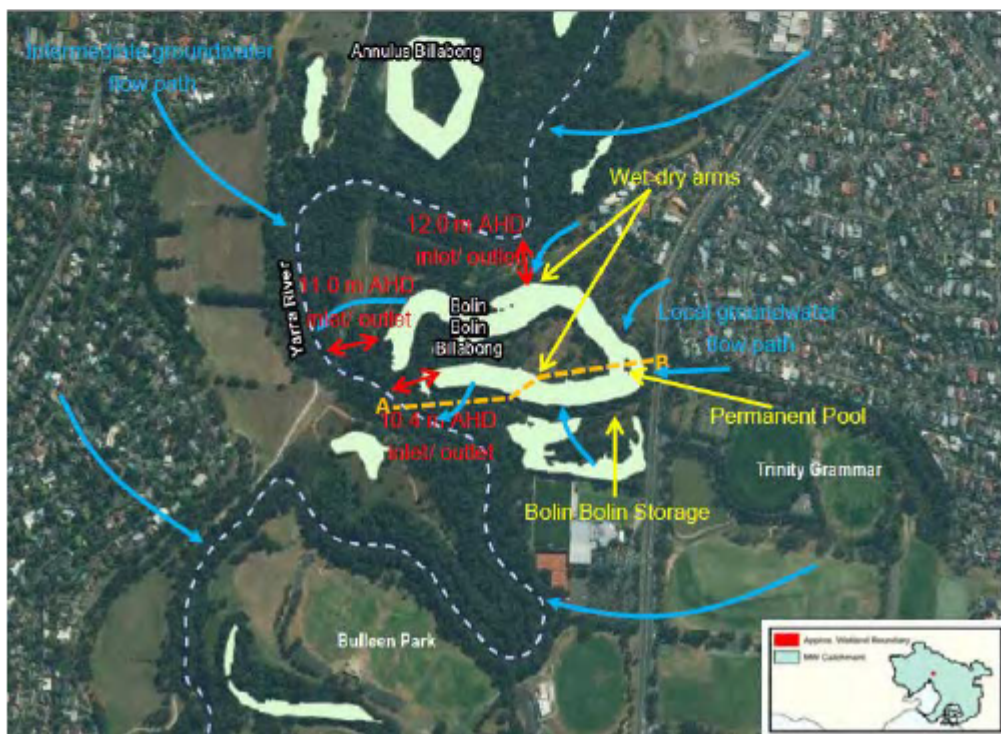 Annulus Billabong
Intermediate groundwater
flow path
Wet-dry arms
12.0 m AHD
inlet/ outlet
11.0 m AHD
inlet/ outlet
Yarra River
Bolin
Bolin
Billabong
Local groundwater
flow path
A
B
10.4 m AHD
inlet/ outlet
Permanent Pool
Trinity Grammar
Bolin Bolin Storage
Bulleen Park
Approx. Wetland Boundary
MW Catchment